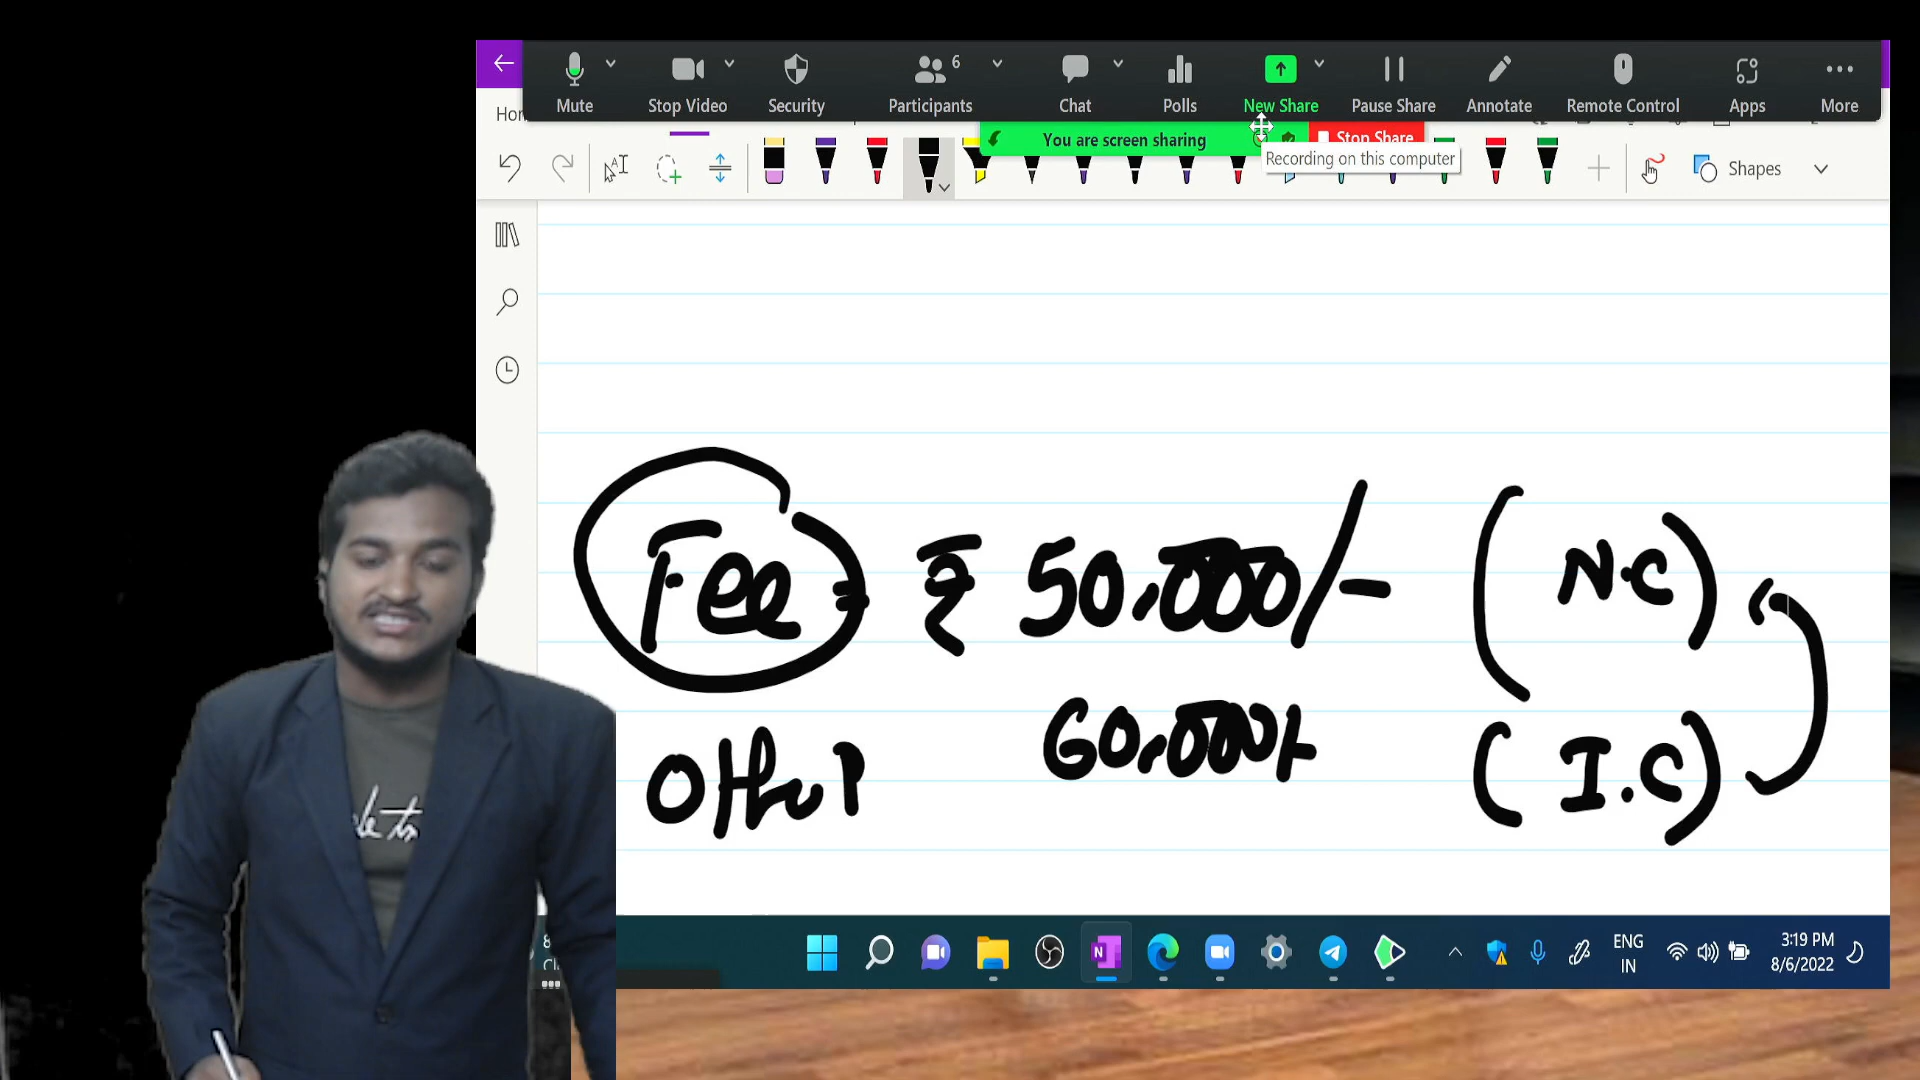 6
Mute Stop Video Security Participants Chat Polls New Share Pause Share Annotate Remote Control Apps More
You are screen sharing Stop Share
Recording on this computer
Shapes
Fee = ₹ 50,000/- (N.C)
Other 60,000/- (I.C)
ENG 3:19 PM
IN 8/6/2022